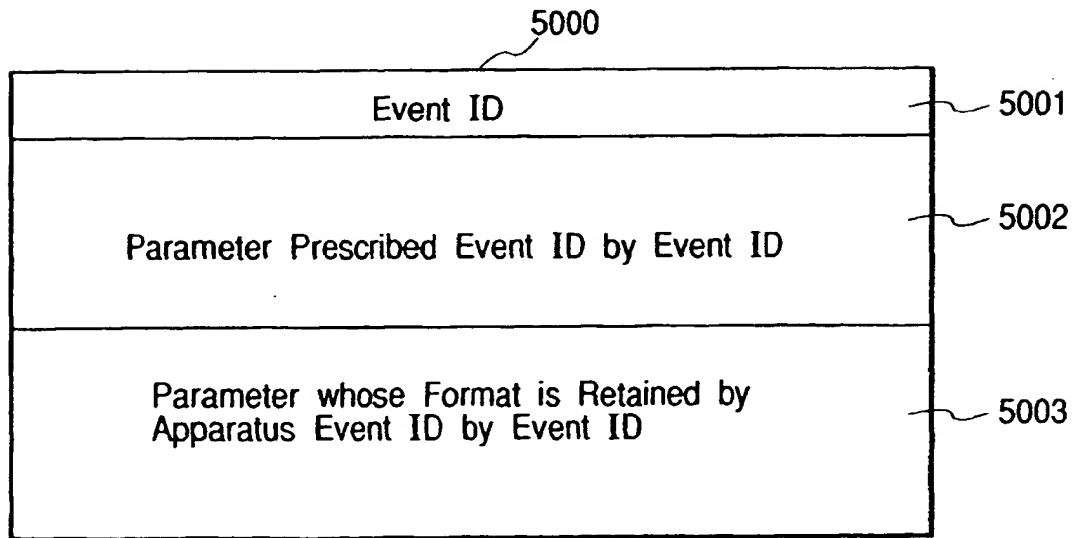 5000
Event ID
5001
Parameter Prescribed Event ID by Event ID
5002
Parameter whose Format is Retained by
Apparatus Event ID by Event ID
5003